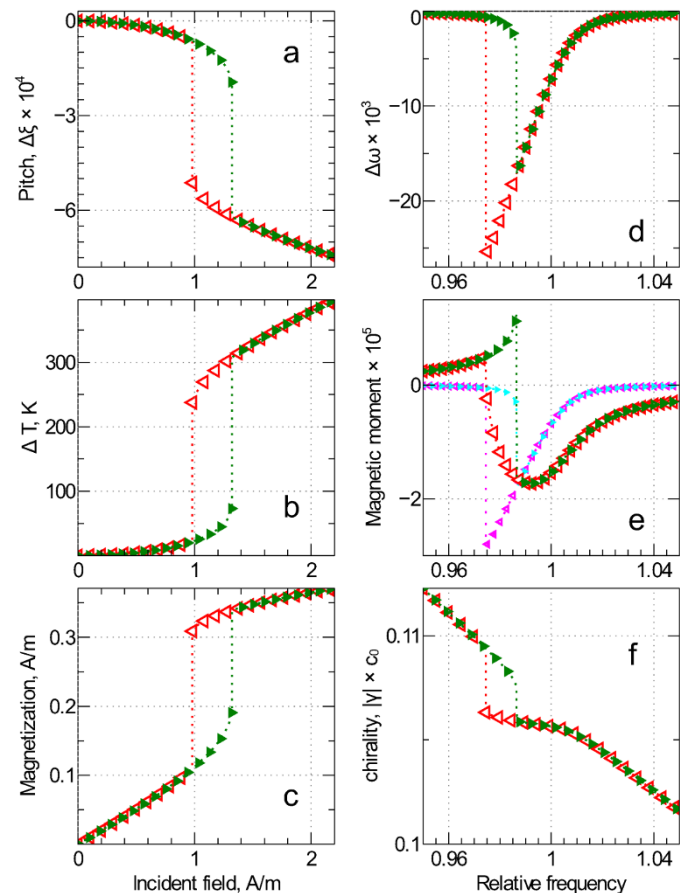 0
−3
−6
Pitch, Δξ × 10⁴
a
0
1
2
300
200
100
Δ T, K
b
0
1
2
0.3
0.2
0.1
Magnetization, A/m
c
0
1
2
Incident field, A/m
0
−10
−20
Δω × 10³
d
0.96
1
1.04
0
−2
Magnetic moment × 10⁵
e
0.96
1
1.04
0.111
0.1
chirality, |γ| × c₀
f
0.96
1
1.04
Relative frequency